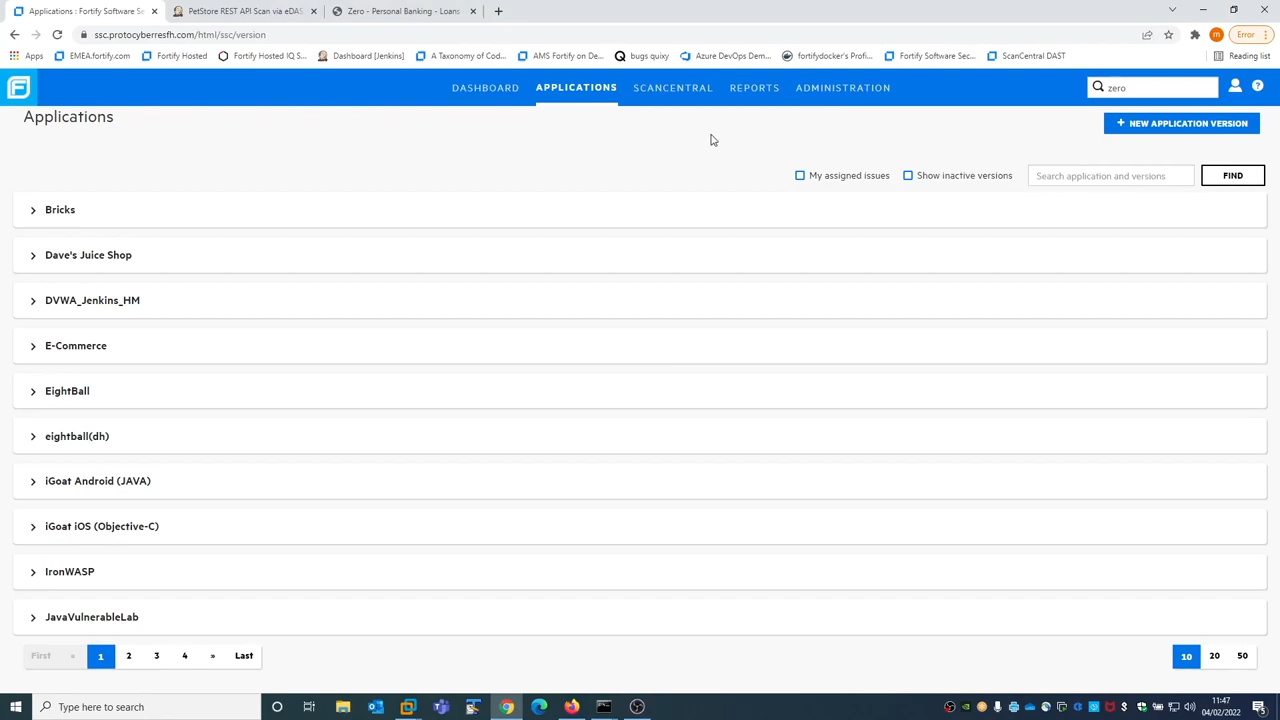 Applications : Fortify Software Se
PetStore REST API Scan via eDAS
Zero - Personal Banking - Loans
ssc.protocyberresfh.com/html/ssc/version
Error
Apps
EMEA.fortify.com
Fortify Hosted
Fortify Hosted IQ S...
Dashboard [Jenkins]
A Taxonomy of Cod...
AMS Fortify on De...
bugs quixy
Azure DevOps Dem...
fortifydocker's Profi...
Fortify Software Sec...
ScanCentral DAST
Reading list
DASHBOARD
APPLICATIONS
SCANCENTRAL
REPORTS
ADMINISTRATION
zero
Applications
+ NEW APPLICATION VERSION
My assigned issues
Show inactive versions
Search application and versions
FIND
Bricks
Dave's Juice Shop
DVWA_Jenkins_HM
E-Commerce
EightBall
eightball(dh)
iGoat Android (JAVA)
iGoat iOS (Objective-C)
IronWASP
JavaVulnerableLab
First « 1 2 3 4 » Last
10 20 50
Type here to search
11:47
04/02/2022